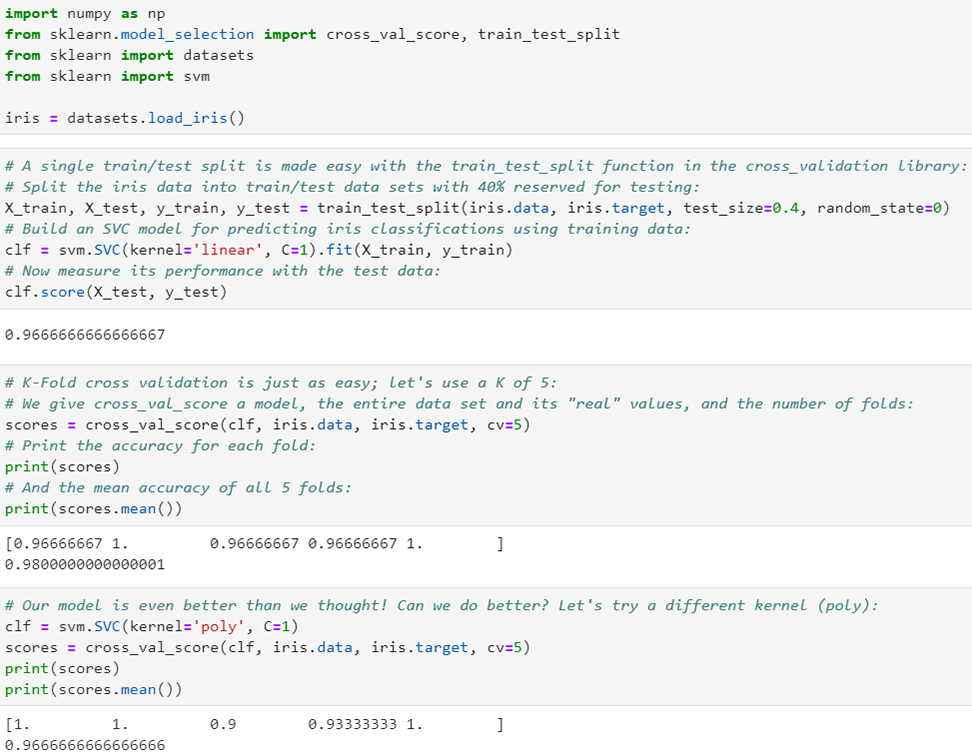 import numpy as np
from sklearn.model_selection import cross_val_score, train_test_split
from sklearn import datasets
from sklearn import svm
iris = datasets.load_iris()
# A single train/test split is made easy with the train_test_split function in the cross_validation library:
# Split the iris data into train/test data sets with 40% reserved for testing:
X_train, X_test, y_train, y_test = train_test_split(iris.data, iris.target, test_size=0.4, random_state=0)
# Build an SVC model for predicting iris classifications using training data:
clf = svm.SVC(kernel='linear', C=1).fit(X_train, y_train)
# Now measure its performance with the test data:
clf.score(X_test, y_test)
0.9666666666666667
# K-Fold cross validation is just as easy; let's use a K of 5:
# We give cross_val_score a model, the entire data set and its "real" values, and the number of folds:
scores = cross_val_score(clf, iris.data, iris.target, cv=5)
# Print the accuracy for each fold:
print(scores)
# And the mean accuracy of all 5 folds:
print(scores.mean())
[0.96666667 1.         0.96666667 0.96666667 1.        ]
0.9800000000000001
# Our model is even better than we thought! Can we do better? Let's try a different kernel (poly):
clf = svm.SVC(kernel='poly', C=1)
scores = cross_val_score(clf, iris.data, iris.target, cv=5)
print(scores)
print(scores.mean())
[1.         1.         0.9        0.93333333 1.        ]
0.9666666666666666